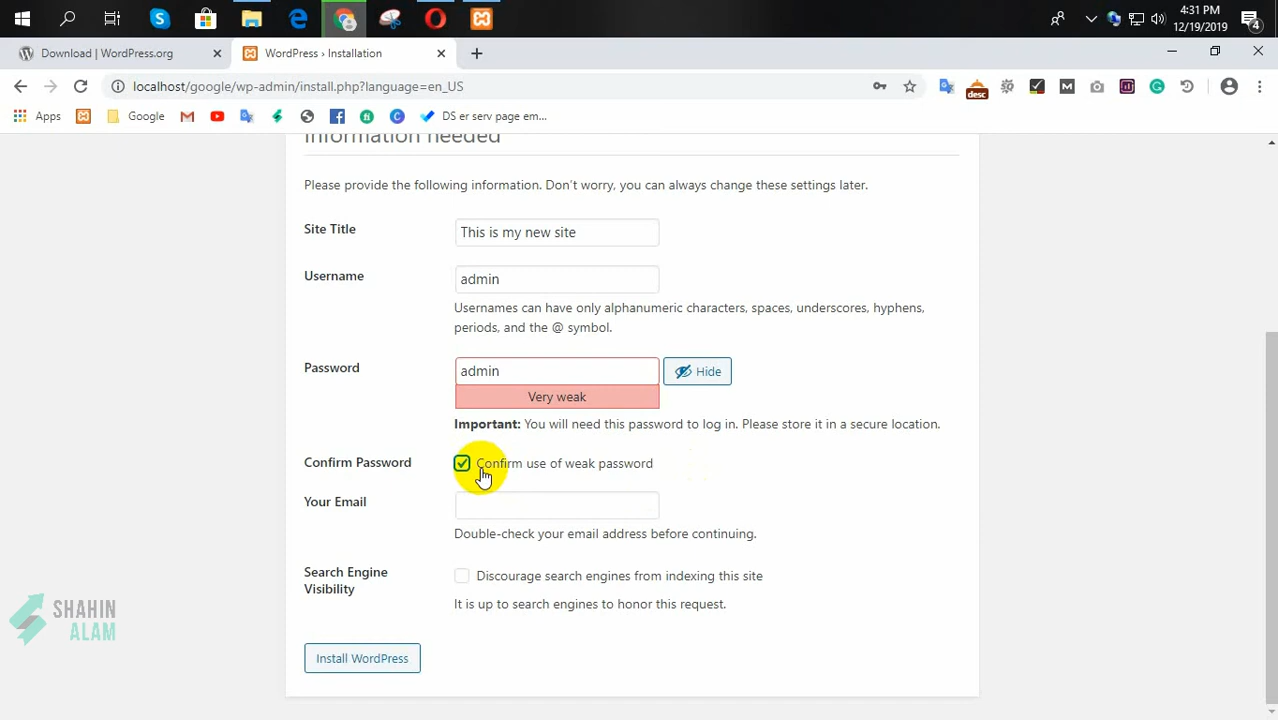 4:31 PM
12/19/2019
4
Download | WordPress.org
WordPress › Installation
localhost/google/wp-admin/install.php?language=en_US
desc
M
Apps
Google
DS er serv page em...
Information needed
Please provide the following information. Don't worry, you can always change these settings later.
Site Title
This is my new site
Username
admin
Usernames can have only alphanumeric characters, spaces, underscores, hyphens,
periods, and the @ symbol.
Password
admin
Hide
Very weak
Important: You will need this password to log in. Please store it in a secure location.
Confirm Password
Confirm use of weak password
Your Email
Double-check your email address before continuing.
Search Engine
Visibility
Discourage search engines from indexing this site
It is up to search engines to honor this request.
SHAHIN
ALAM
Install WordPress